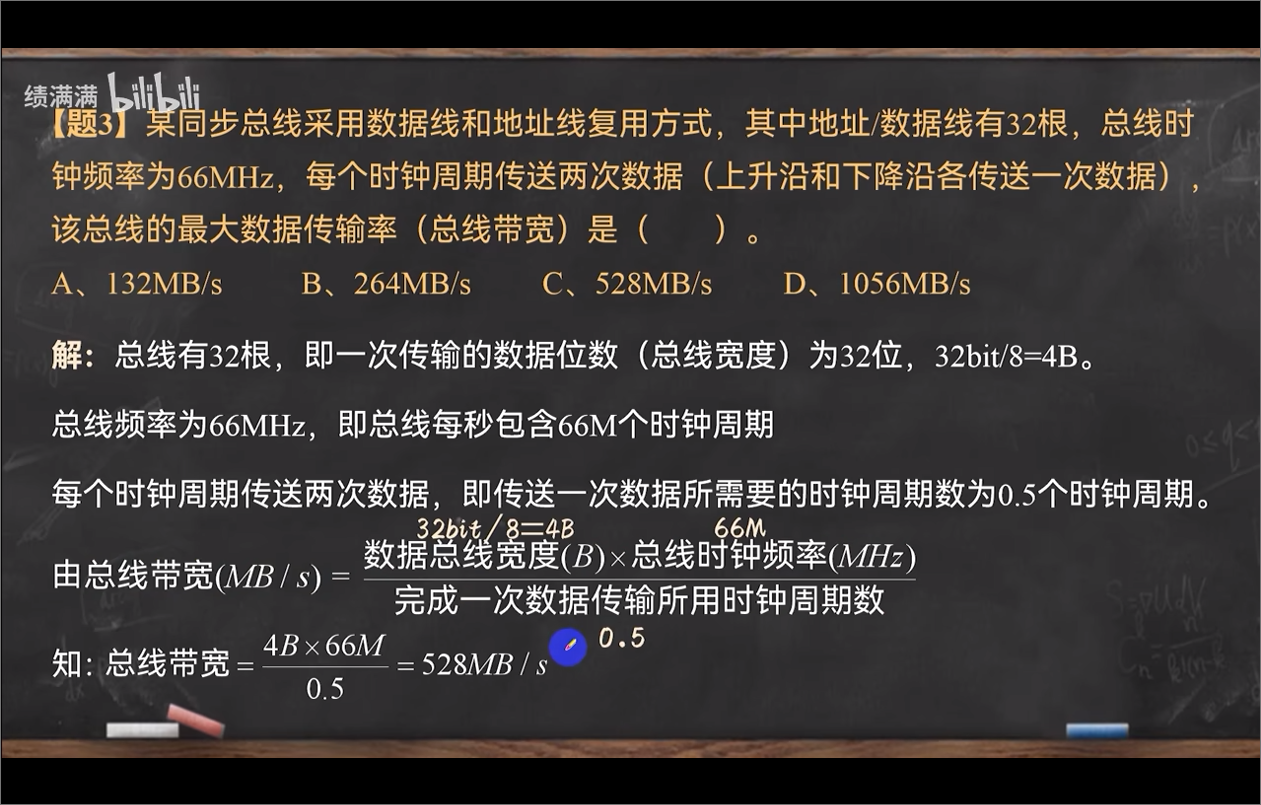 绩满满 bilibili
【题3】某同步总线采用数据线和地址线复用方式，其中地址/数据线有32根，总线时
钟频率为66MHz，每个时钟周期传送两次数据（上升沿和下降沿各传送一次数据），
该总线的最大数据传输率（总线带宽）是（ ）。
A、132MB/s B、264MB/s C、528MB/s D、1056MB/s
解：总线有32根，即一次传输的数据位数（总线宽度）为32位，32bit/8=4B。
总线频率为66MHz，即总线每秒包含66M个时钟周期
每个时钟周期传送两次数据，即传送一次数据所需要的时钟周期数为0.5个时钟周期。
32bit/8=4B 66M
数据总线宽度(B)×总线时钟频率(MHz)
由总线带宽(MB/s) =
完成一次数据传输所用时钟周期数
0.5
4B×66M
知: 总线带宽 = = 528MB/s
0.5